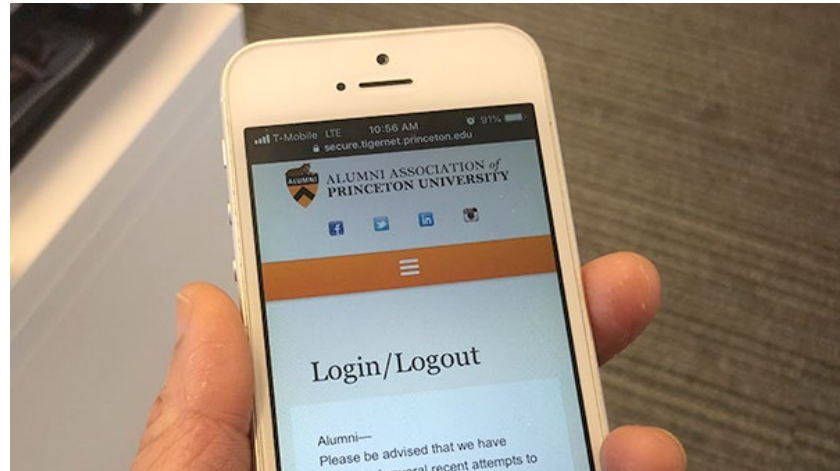 T-Mobile LTE 10:56 AM 91%
secure.tigernet.princeton.edu
ALUMNI
ALUMNI ASSOCIATION of
PRINCETON UNIVERSITY
Login/Logout
Alumni—
Please be advised that we have
several recent attempts to